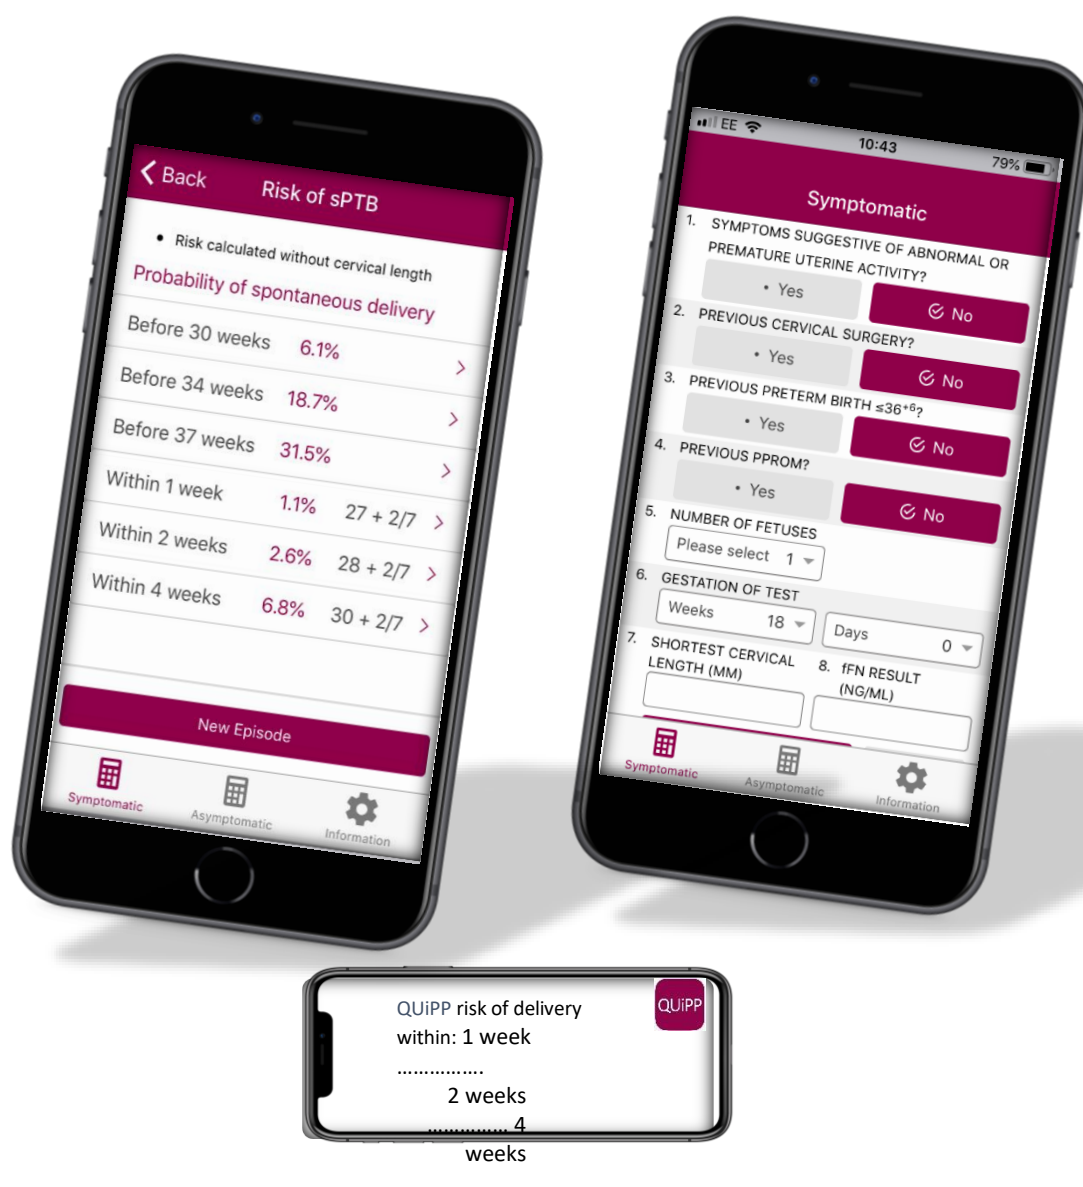 Back Risk of sPTB
• Risk calculated without cervical length
Probability of spontaneous delivery
Before 30 weeks 6.1%
Before 34 weeks 18.7%
Before 37 weeks 31.5%
Within 1 week 1.1% 27 + 2/7
Within 2 weeks 2.6% 28 + 2/7
Within 4 weeks 6.8% 30 + 2/7
New Episode
Symptomatic Asymptomatic Information
EE 10:43 79%
Symptomatic
1. SYMPTOMS SUGGESTIVE OF ABNORMAL OR
PREMATURE UTERINE ACTIVITY?
• Yes No
2. PREVIOUS CERVICAL SURGERY?
• Yes No
3. PREVIOUS PRETERM BIRTH ≤36⁺⁶?
• Yes No
4. PREVIOUS PPROM?
• Yes No
5. NUMBER OF FETUSES
Please select 1
6. GESTATION OF TEST
Weeks 18 Days 0
7. SHORTEST CERVICAL 8. fFN RESULT
LENGTH (MM) (NG/ML)
Symptomatic Asymptomatic Information
QUiPP risk of delivery QUiPP
within: 1 week
................
2 weeks
............... 4
weeks